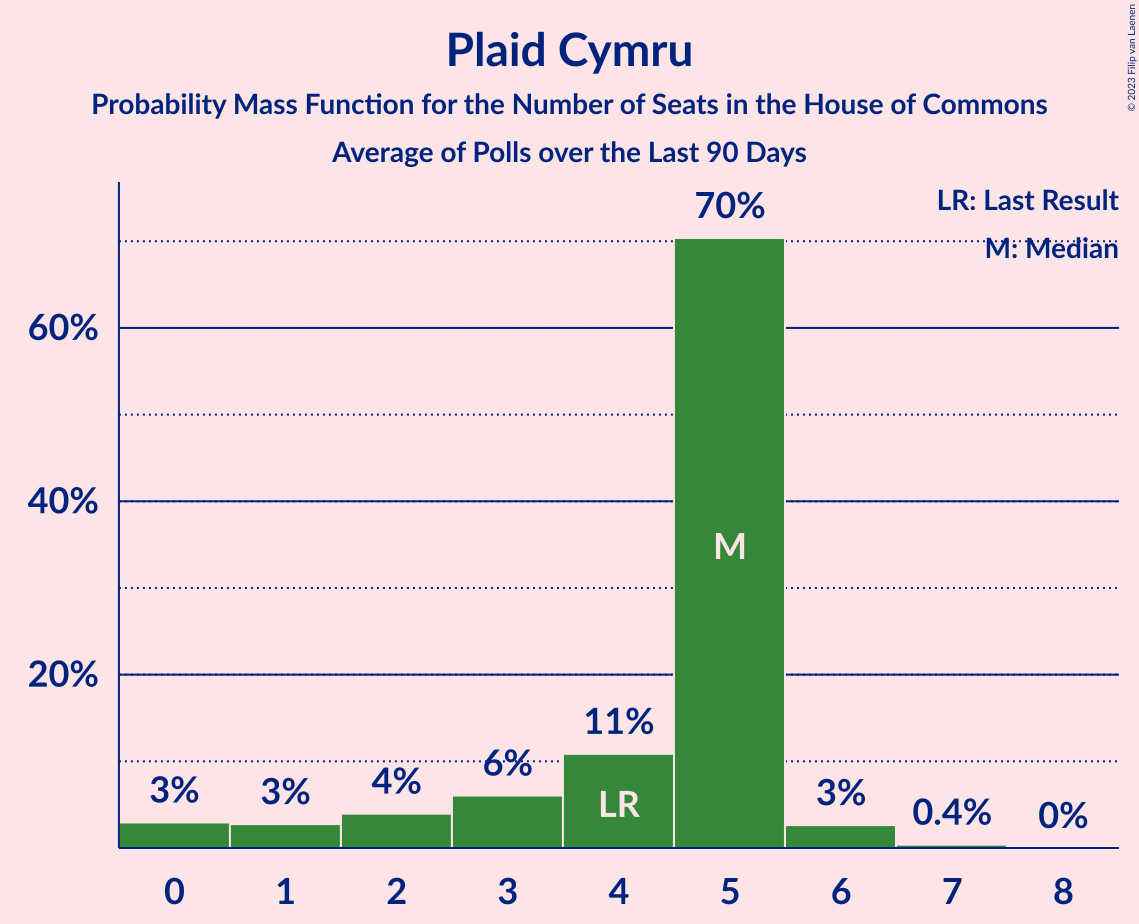 Plaid Cymru
Probability Mass Function for the Number of Seats in the House of Commons
Average of Polls over the Last 90 Days
© 2023 Filip van Laenen
LR: Last Result
M: Median
60%
40%
20%
3%
3%
4%
6%
11%
70%
3%
0.4%
0%
LR
M
0 1 2 3 4 5 6 7 8